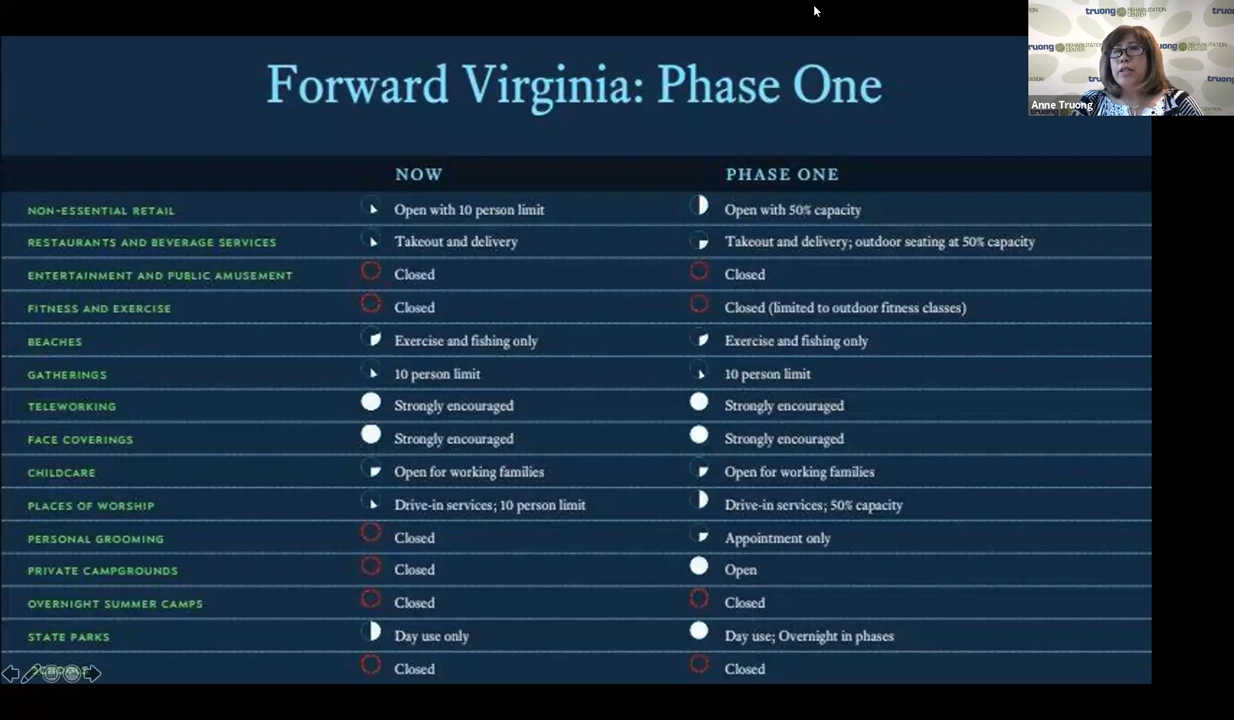 truong REHABILITATION CENTER
truong REHABILITATION CENTER
truong
Anne Truong
Forward Virginia: Phase One
NOW PHASE ONE
NON-ESSENTIAL RETAIL Open with 10 person limit Open with 50% capacity
RESTAURANTS AND BEVERAGE SERVICES Takeout and delivery Takeout and delivery; outdoor seating at 50% capacity
ENTERTAINMENT AND PUBLIC AMUSEMENT Closed Closed
FITNESS AND EXERCISE Closed Closed (limited to outdoor fitness classes)
BEACHES Exercise and fishing only Exercise and fishing only
GATHERINGS 10 person limit 10 person limit
TELEWORKING Strongly encouraged Strongly encouraged
FACE COVERINGS Strongly encouraged Strongly encouraged
CHILDCARE Open for working families Open for working families
PLACES OF WORSHIP Drive-in services; 10 person limit Drive-in services; 50% capacity
PERSONAL GROOMING Closed Appointment only
PRIVATE CAMPGROUNDS Closed Open
OVERNIGHT SUMMER CAMPS Closed Closed
STATE PARKS Day use only Day use; Overnight in phases
Closed Closed